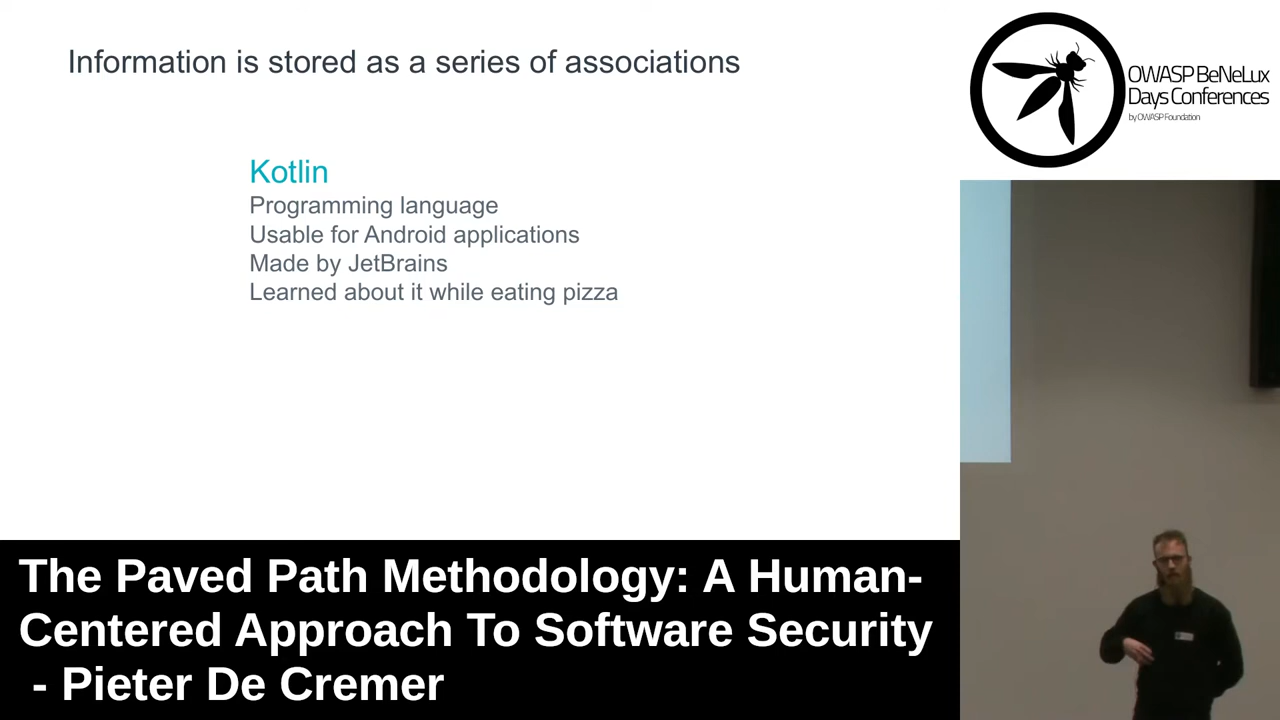 Information is stored as a series of associations
Kotlin
Programming language
Usable for Android applications
Made by JetBrains
Learned about it while eating pizza
OWASP BeNeLux
Days Conferences
by OWASP Foundation
The Paved Path Methodology: A Human-
Centered Approach To Software Security
- Pieter De Cremer